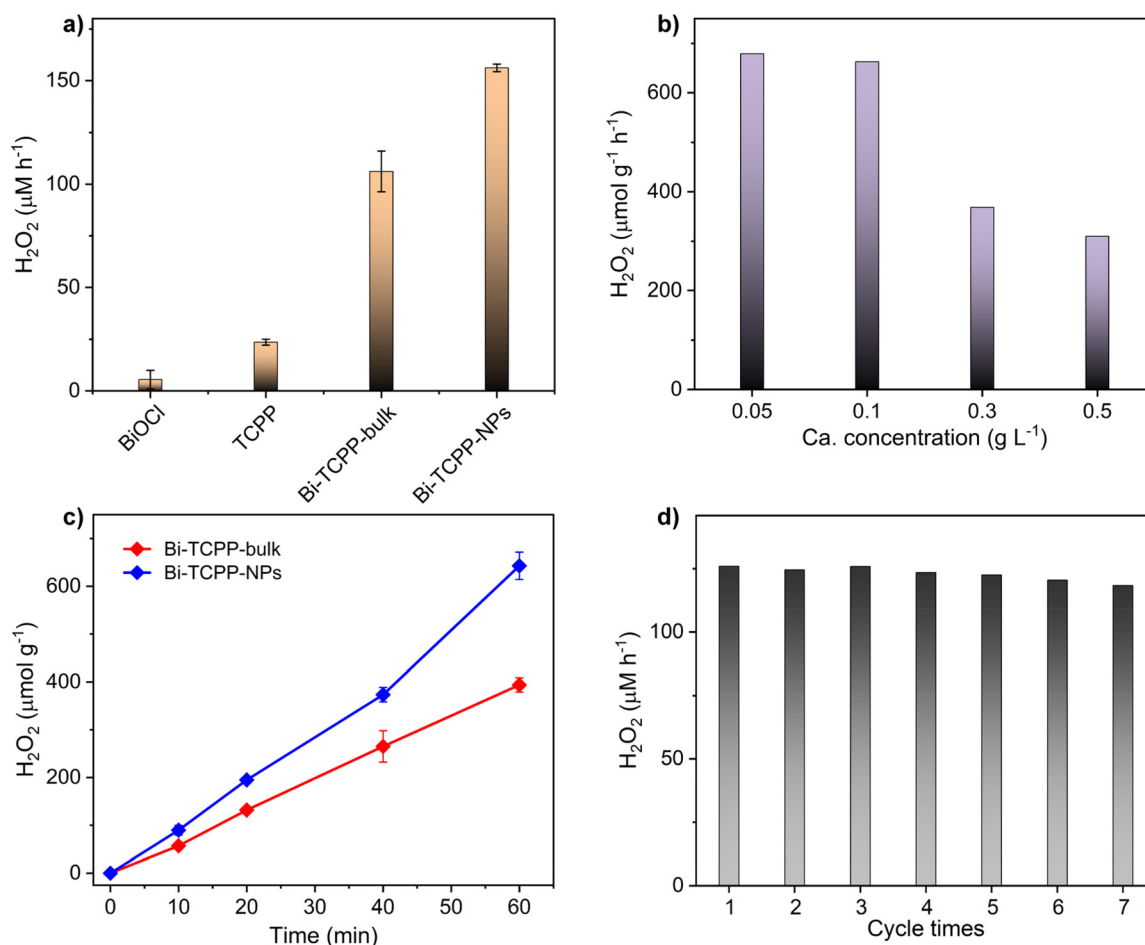 a)
H₂O₂ (μM h⁻¹)
150
100
50
0
BiOCl
TCPP
Bi-TCPP-bulk
Bi-TCPP-NPs
b)
H₂O₂ (μmol g⁻¹ h⁻¹)
600
400
200
0
0.05 0.1 0.3 0.5
Ca. concentration (g L⁻¹)
c)
Bi-TCPP-bulk
Bi-TCPP-NPs
H₂O₂ (μmol g⁻¹)
600
400
200
0
0 10 20 30 40 50 60
Time (min)
d)
H₂O₂ (μM h⁻¹)
100
50
0
1 2 3 4 5 6 7
Cycle times